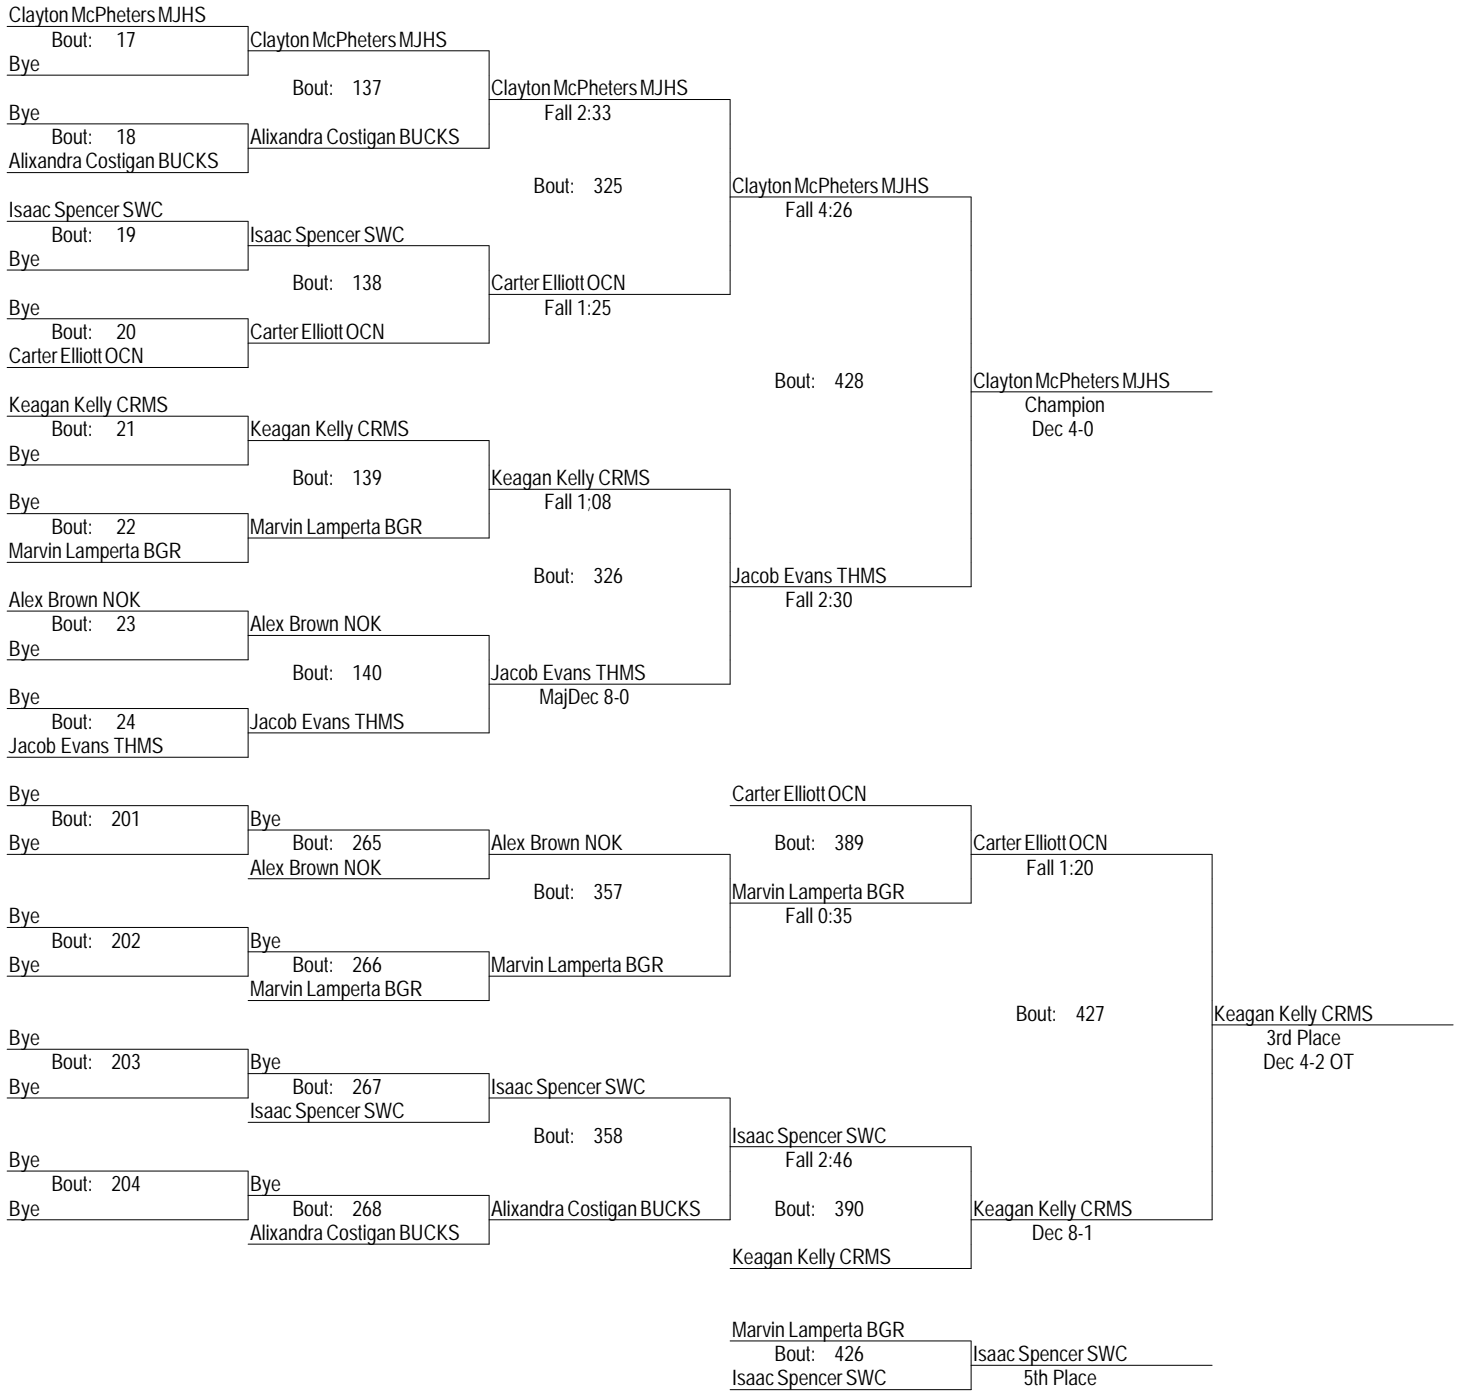 Clayton McPheters MJHS
Bout: 17
Bye
Clayton McPheters MJHS
Bout: 137
Clayton McPheters MJHS
Fall 2:33
Bye
Bout: 18
Alixandra Costigan BUCKS
Alixandra Costigan BUCKS
Bout: 325
Clayton McPheters MJHS
Fall 4:26
Isaac Spencer SWC
Bout: 19
Bye
Isaac Spencer SWC
Bout: 138
Carter Elliott OCN
Fall 1:25
Bye
Bout: 20
Carter Elliott OCN
Carter Elliott OCN
Bout: 428
Clayton McPheters MJHS
Champion
Dec 4-0
Keagan Kelly CRMS
Bout: 21
Bye
Keagan Kelly CRMS
Bout: 139
Keagan Kelly CRMS
Fall 1;08
Bye
Bout: 22
Marvin Lamperta BGR
Marvin Lamperta BGR
Bout: 326
Jacob Evans THMS
Fall 2:30
Alex Brown NOK
Bout: 23
Bye
Alex Brown NOK
Bout: 140
Jacob Evans THMS
MajDec 8-0
Bye
Bout: 24
Jacob Evans THMS
Jacob Evans THMS
Bye
Bout: 201
Bye
Bye
Bout: 265
Alex Brown NOK
Alex Brown NOK
Bout: 357
Carter Elliott OCN
Bout: 389
Marvin Lamperta BGR
Fall 0:35
Carter Elliott OCN
Fall 1:20
Bye
Bout: 202
Bye
Bye
Bout: 266
Marvin Lamperta BGR
Marvin Lamperta BGR
Bout: 427
Keagan Kelly CRMS
3rd Place
Dec 4-2 OT
Bye
Bout: 203
Bye
Bye
Bout: 267
Isaac Spencer SWC
Isaac Spencer SWC
Bout: 358
Isaac Spencer SWC
Fall 2:46
Bye
Bout: 204
Bye
Bye
Bout: 268
Alixandra Costigan BUCKS
Alixandra Costigan BUCKS
Bout: 390
Keagan Kelly CRMS
Keagan Kelly CRMS
Dec 8-1
Marvin Lamperta BGR
Bout: 426
Isaac Spencer SWC
Isaac Spencer SWC
5th Place